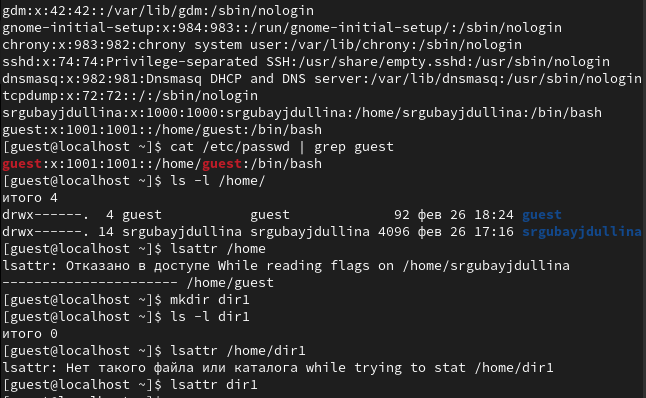 gdm:x:42:42::/var/lib/gdm:/sbin/nologin
gnome-initial-setup:x:984:983::/run/gnome-initial-setup/:/sbin/nologin
chrony:x:983:982:chrony system user:/var/lib/chrony:/sbin/nologin
sshd:x:74:74:Privilege-separated SSH:/usr/share/empty.sshd:/usr/sbin/nologin
dnsmasq:x:982:981:Dnsmasq DHCP and DNS server:/var/lib/dnsmasq:/usr/sbin/nologin
tcpdump:x:72:72::/:/sbin/nologin
srgubayjdullina:x:1000:1000:srgubayjdullina:/home/srgubayjdullina:/bin/bash
guest:x:1001:1001::/home/guest:/bin/bash
[guest@localhost ~]$ cat /etc/passwd | grep guest
guest:x:1001:1001::/home/guest:/bin/bash
[guest@localhost ~]$ ls -l /home/
итого 4
drwx------.  4 guest           guest             92 фев 26 18:24 guest
drwx------. 14 srgubayjdullina srgubayjdullina 4096 фев 26 17:16 srgubayjdullina
[guest@localhost ~]$ lsattr /home
lsattr: Отказано в доступе While reading flags on /home/srgubayjdullina
---------------------- /home/guest
[guest@localhost ~]$ mkdir dir1
[guest@localhost ~]$ ls -l dir1
итого 0
[guest@localhost ~]$ lsattr /home/dir1
lsattr: Нет такого файла или каталога while trying to stat /home/dir1
[guest@localhost ~]$ lsattr dir1
[guest@localhost ~]$